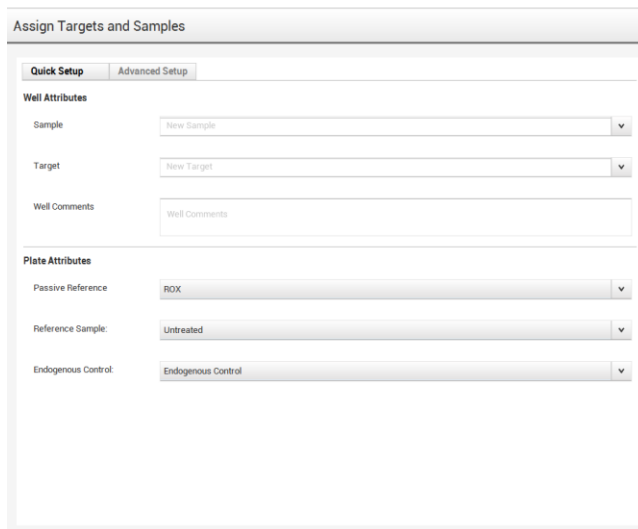 Assign Targets and Samples
Quick Setup Advanced Setup
Well Attributes
Sample New Sample
Target New Target
Well Comments Well Comments
Plate Attributes
Passive Reference ROX
Reference Sample: Untreated
Endogenous Control: Endogenous Control